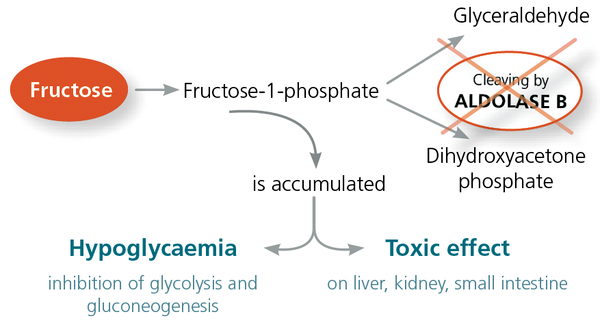 Glyceraldehyde
Fructose
Fructose-1-phosphate
Cleaving by
ALDOLASE B
Dihydroxyacetone
phosphate
is accumulated
Hypoglycaemia
inhibition of glycolysis and
gluconeogenesis
Toxic effect
on liver, kidney, small intestine